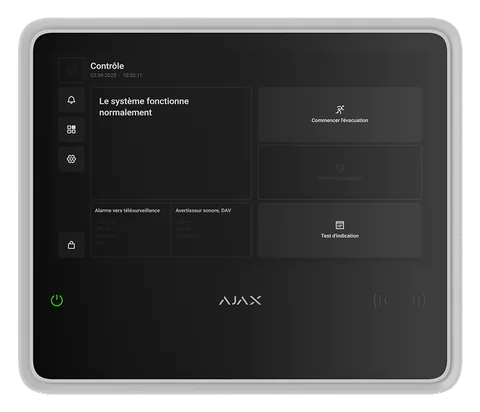 Contrôle
07.09.2025 10:32:11
Le système fonctionne
normalement
Commencer l'évacuation
Alarme vers télésurveillance
Avertisseur sonore, DAV
Test d'indication
AJAX